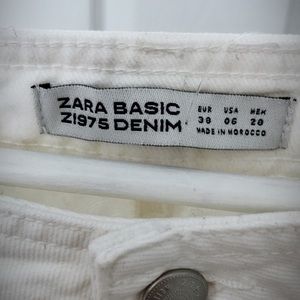 ZARA BASIC
Z1975 DENIM
EUR USA MEX
38 06 28
MADE IN MOROCCO